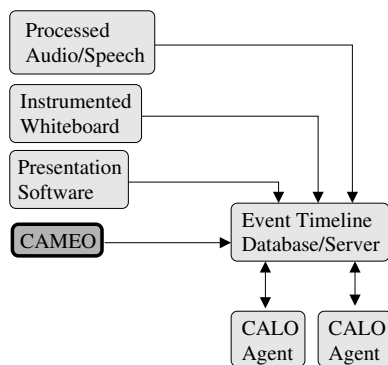 Processed
Audio/Speech
Instrumented
Whiteboard
Presentation
Software
CAMEO
Event Timeline
Database/Server
CALO
Agent
CALO
Agent